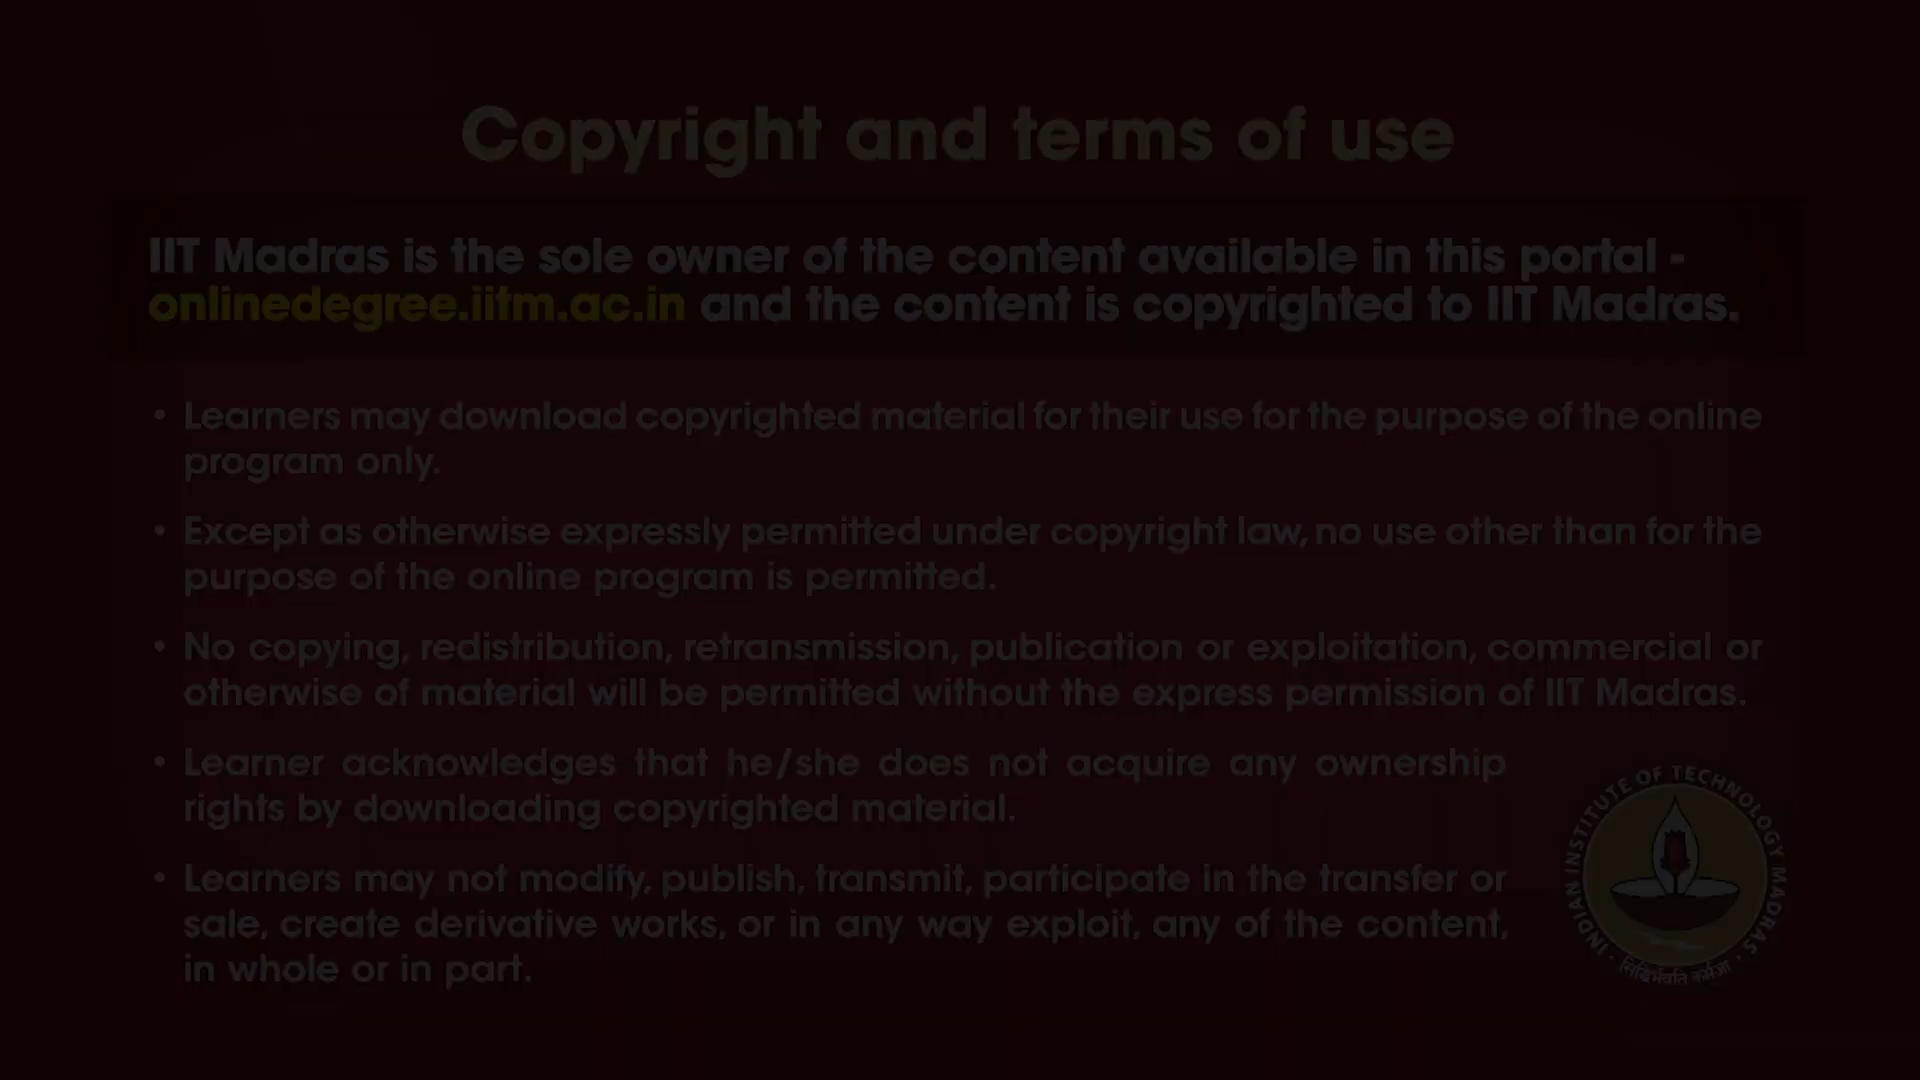 Copyright and terms of use
IIT Madras is the sole owner of the content available in this portal -
onlinedegree.iitm.ac.in and the content is copyrighted to IIT Madras.
• Learners may download copyrighted material for their use for the purpose of the online
program only.
• Except as otherwise expressly permitted under copyright law, no use other than for the
purpose of the online program is permitted.
• No copying, redistribution, retransmission, publication or exploitation, commercial or
otherwise of material will be permitted without the express permission of IIT Madras.
• Learner acknowledges that he/she does not acquire any ownership
rights by downloading copyrighted material.
• Learners may not modify, publish, transmit, participate in the transfer or
sale, create derivative works, or in any way exploit, any of the content,
in whole or in part.
INDIAN INSTITUTE OF TECHNOLOGY MADRAS
सिद्धिर्भवति कर्मजा